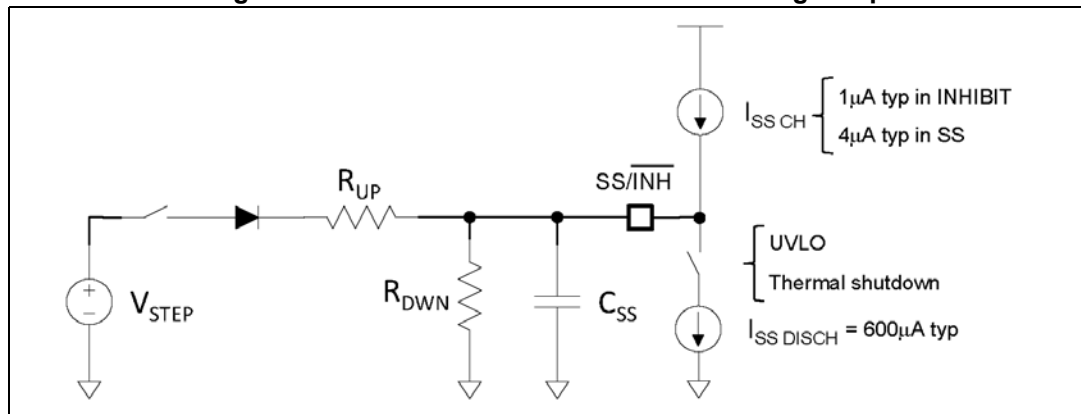 R_UP
SS/INH
I_SS CH
1μA typ in INHIBIT
4μA typ in SS
V_STEP
R_DWN
C_SS
UVLO
Thermal shutdown
I_SS DISCH = 600μA typ